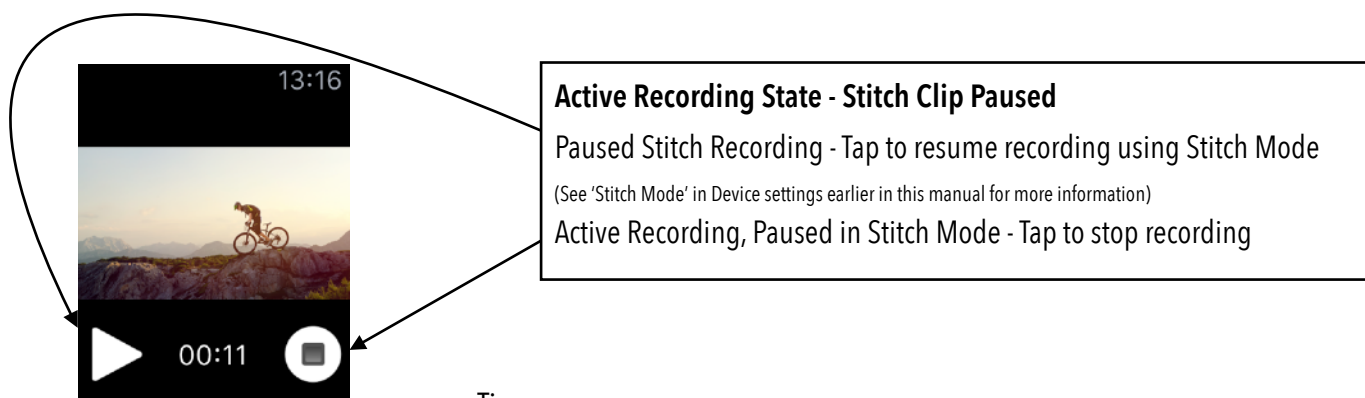 13:16
Active Recording State - Stitch Clip Paused
Paused Stitch Recording - Tap to resume recording using Stitch Mode
(See ‘Stitch Mode’ in Device settings earlier in this manual for more information)
Active Recording, Paused in Stitch Mode - Tap to stop recording
00:11